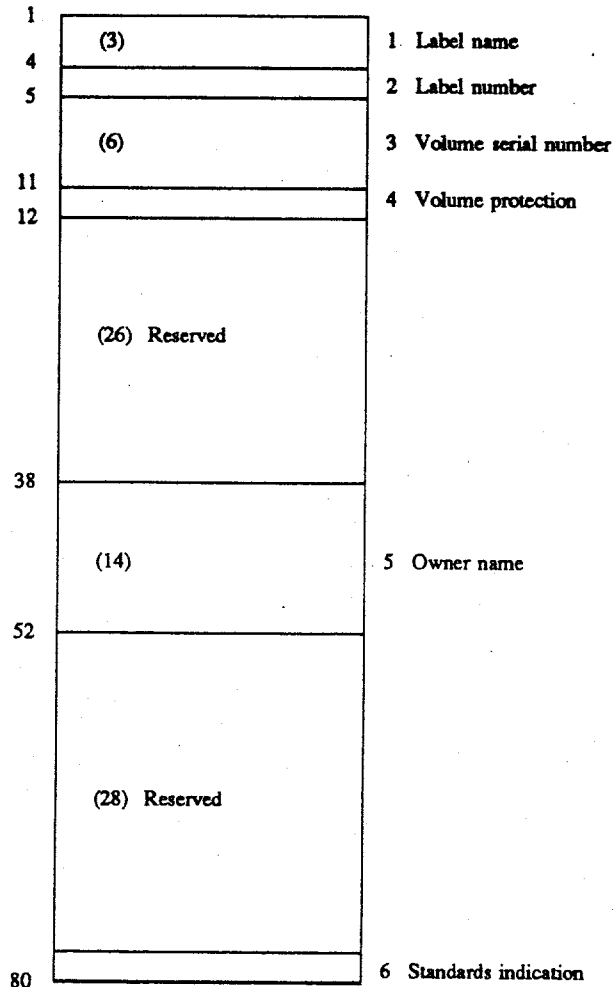 1
(3) 1 Label name
4
2 Label number
5
(6) 3 Volume serial number
11
4 Volume protection
12
(26) Reserved
38
(14) 5 Owner name
52
(28) Reserved
6 Standards indication
80